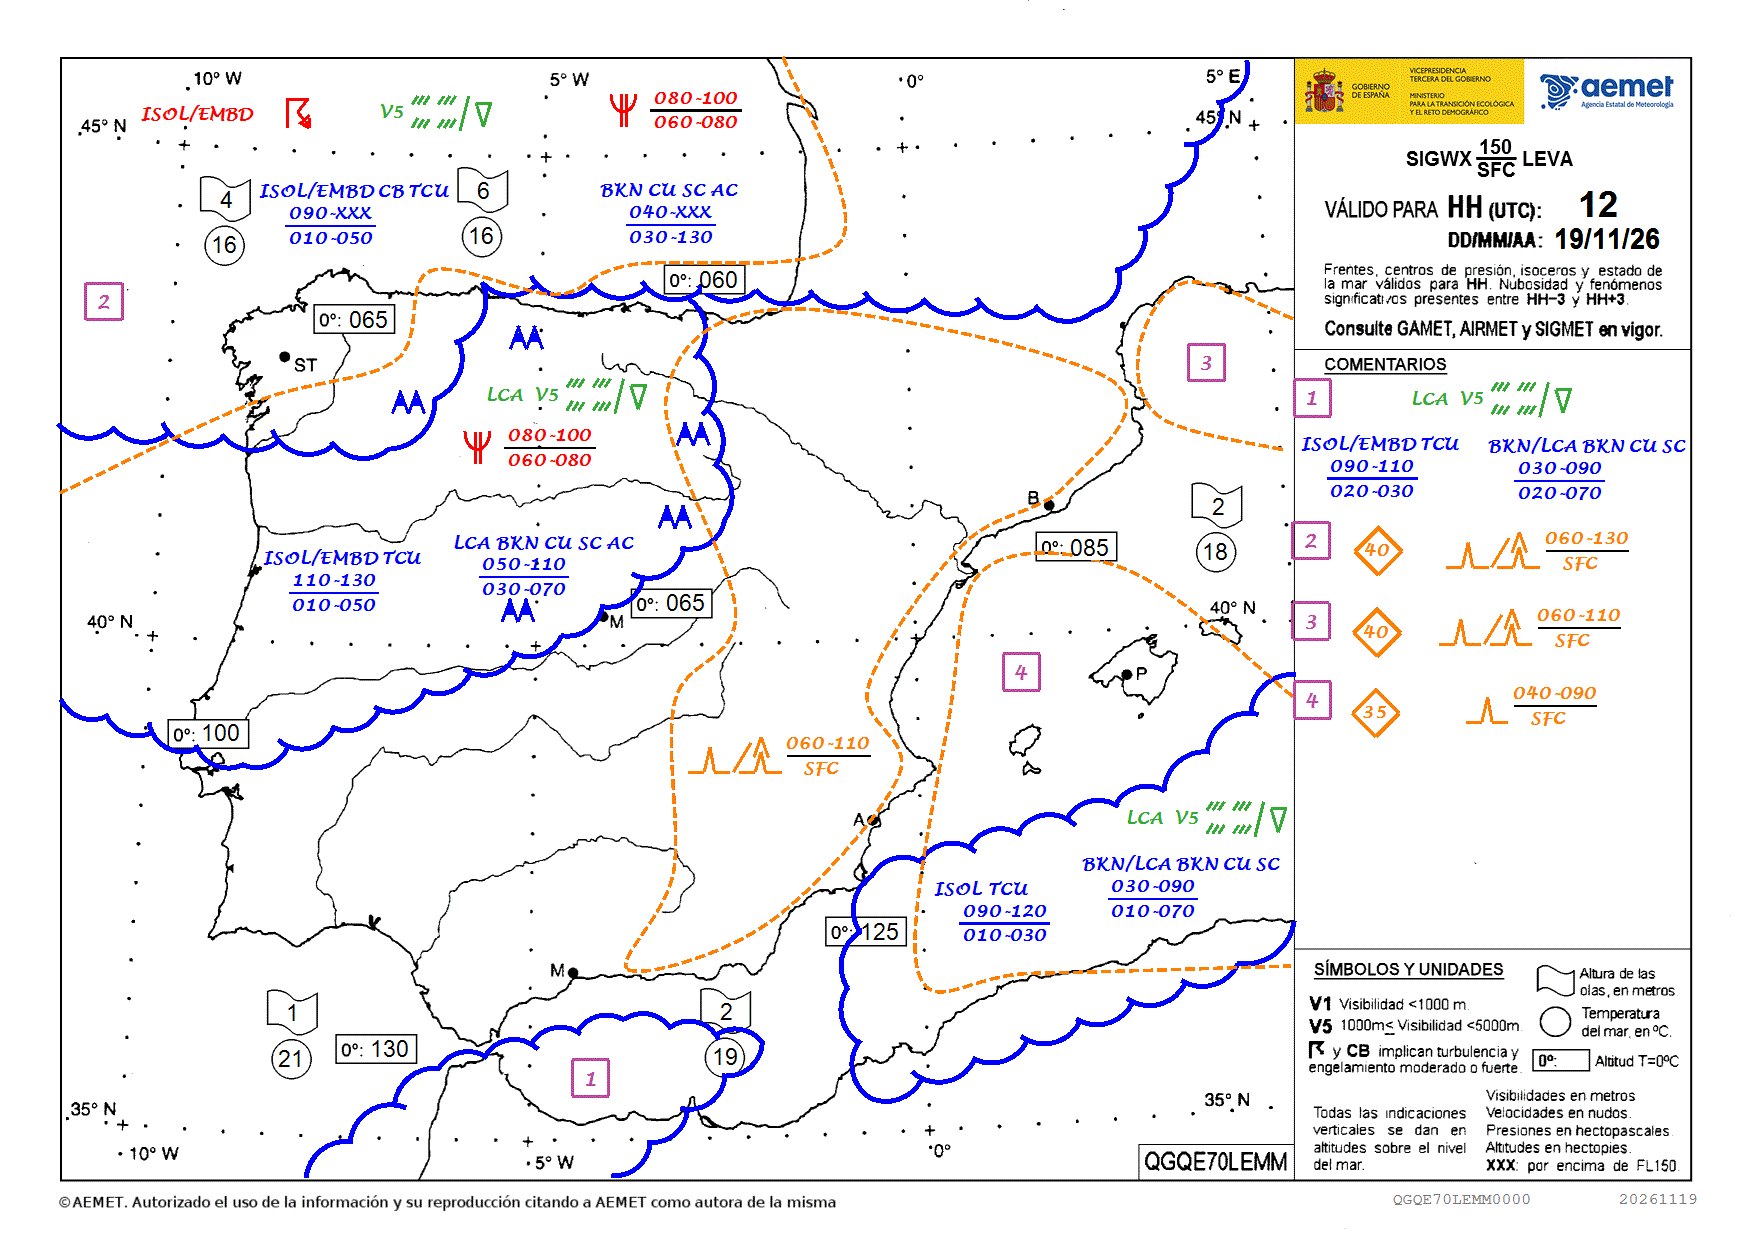 10° W
5° W
0°
5° E
45° N
45° N
ISOL/EMBD
V5
080-100
060-080
4
16
ISOL/EMBD CB TCU
090-XXX
010-050
6
16
BKN CU SC AC
040-XXX
030-130
2
0°: 060
0°: 065
ST
3
LCA V5
080-100
060-080
B
2
18
0°: 085
ISOL/EMBD TCU
110-130
010-050
LCA BKN CU SC AC
050-110
030-070
0°: 065
M
40° N
40° N
4
P
0°: 100
060-110
SFC
A
LCA V5
BKN/LCA BKN CU SC
030-090
010-070
ISOL TCU
090-120
010-030
0°: 125
M
1
21
0°: 130
2
19
1
35° N
35° N
10° W
5° W
0°
QGQE70LEMM
GOBIERNO
DE ESPAÑA
VICEPRESIDENCIA
TERCERA DEL GOBIERNO
MINISTERIO
PARA LA TRANSICIÓN ECOLÓGICA
Y EL RETO DEMOGRÁFICO
aemet
Agencia Estatal de Meteorología
SIGWX 150/SFC LEVA
VÁLIDO PARA HH (UTC): 12
DD/MM/AA: 19/11/26
Frentes, centros de presión, isoceros y estado de
la mar válidos para HH. Nubosidad y fenómenos
significativos presentes entre HH-3 y HH+3.
Consulte GAMET, AIRMET y SIGMET en vigor.
COMENTARIOS
1
LCA V5
ISOL/EMBD TCU
090-110
020-030
BKN/LCA BKN CU SC
030-090
020-070
2
40
060-130
SFC
3
40
060-110
SFC
4
35
040-090
SFC
SÍMBOLOS Y UNIDADES
V1 Visibilidad <1000 m.
V5 1000m≤ Visibilidad <5000m.
y CB implican turbulencia y
engelamiento moderado o fuerte.
Altura de las
olas, en metros
Temperatura
del mar, en ºC.
0º: Altitud T=0ºC
Todas las indicaciones
verticales se dan en
altitudes sobre el nivel
del mar.
Visibilidades en metros
Velocidades en nudos.
Presiones en hectopascales.
Altitudes en hectopies.
XXX: por encima de FL150.
©AEMET. Autorizado el uso de la información y su reproducción citando a AEMET como autora de la misma
QGQE70LEMM0000 20261119